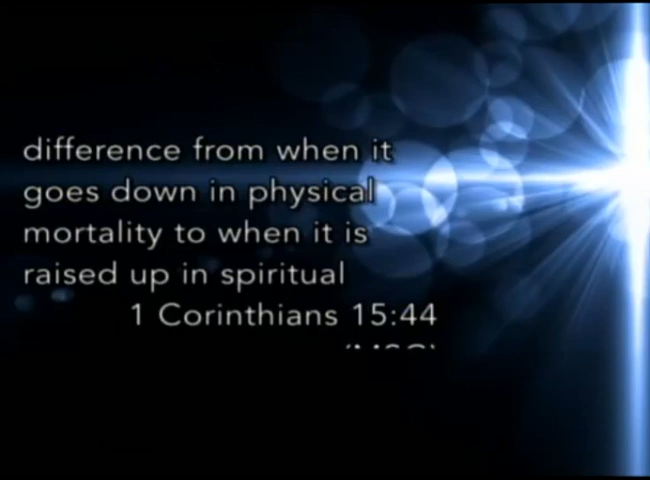 difference from when it
goes down in physical
mortality to when it is
raised up in spiritual
1 Corinthians 15:44